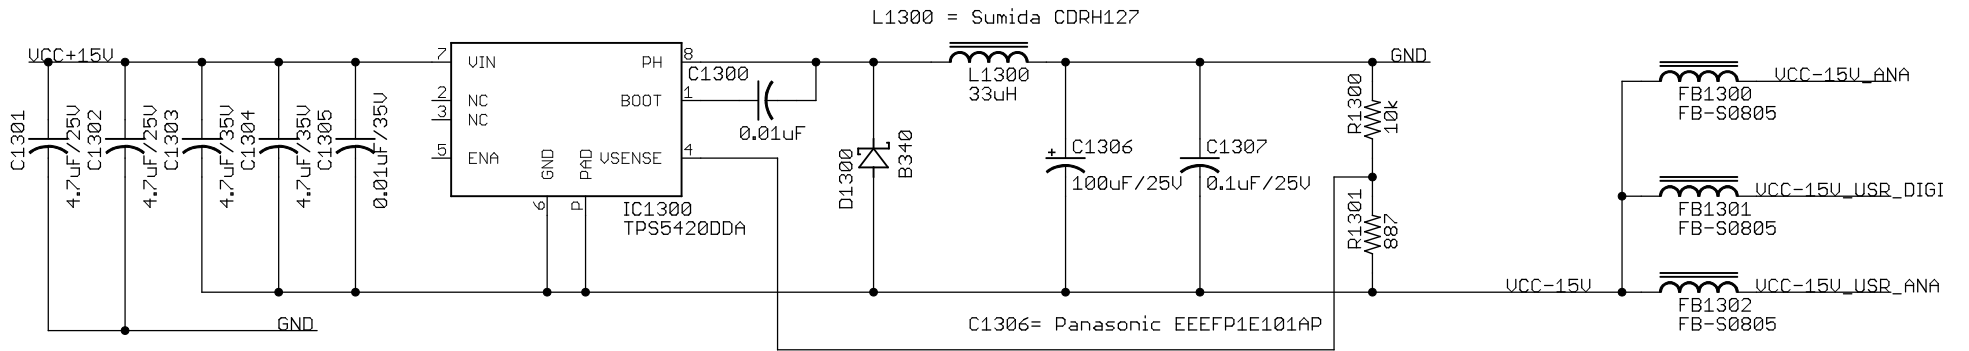 L1300 = Sumida CDRH127
VCC+15V
C1301
4.7uF/25V
C1302
4.7uF/25V
C1303
4.7uF/35V
C1304
4.7uF/35V
C1305
0.01uF/35V
GND
7
VIN
2
NC
3
NC
5
ENA
PH
8
BOOT
1
VSENSE
4
GND
PAD
6
P
IC1300
TPS5420DDA
C1300
0.01uF
D1300
B340
L1300
33uH
+
C1306
100uF/25V
C1307
0.1uF/25V
R1300
10k
R1301
887
GND
C1306= Panasonic EEEFP1E101AP
VCC-15V
VCC-15V_ANA
FB1300
FB-S0805
VCC-15V_USR_DIGI
FB1301
FB-S0805
VCC-15V_USR_ANA
FB1302
FB-S0805